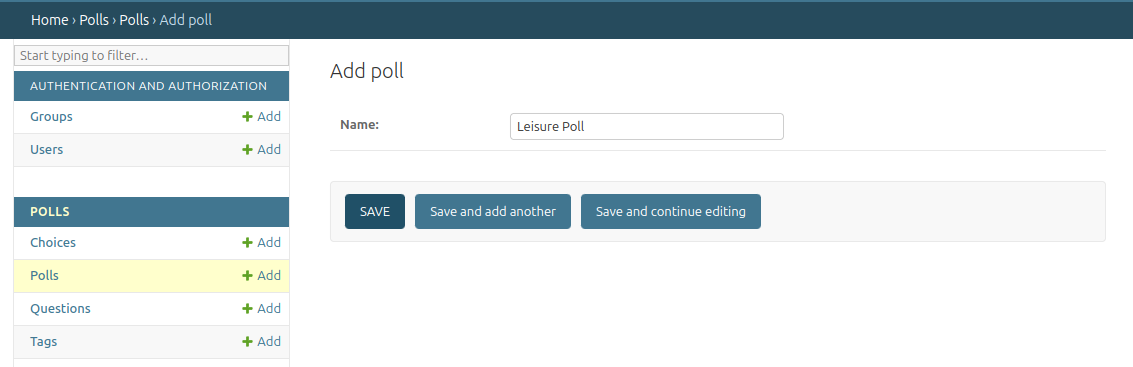 Home › Polls › Polls › Add poll
Start typing to filter...
AUTHENTICATION AND AUTHORIZATION
Groups + Add
Users + Add
POLLS
Choices + Add
Polls + Add
Questions + Add
Tags + Add
Add poll
Name: Leisure Poll
SAVE Save and add another Save and continue editing